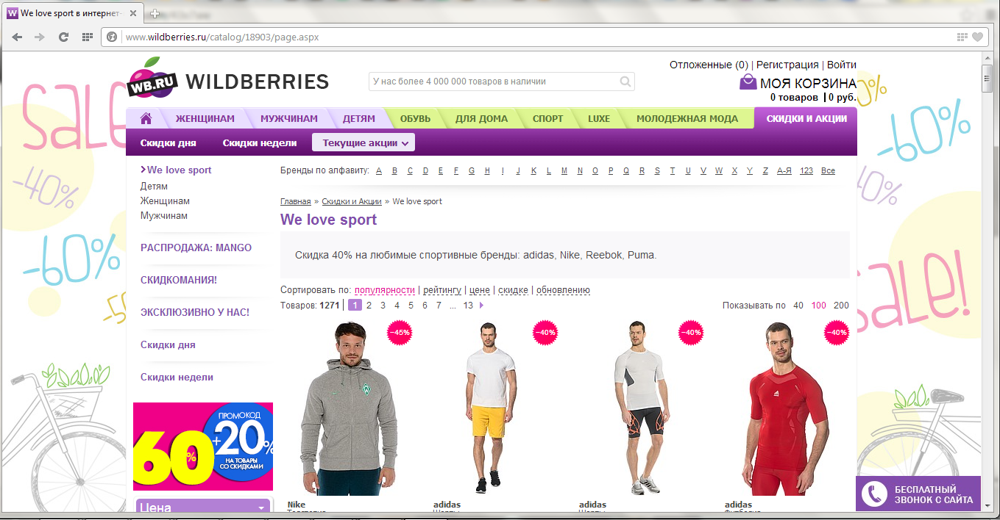 We love sport в интернет-
www.wildberries.ru/catalog/18903/page.aspx
Отложенные (0) | Регистрация | Войти
WB.RU WILDBERRIES
У нас более 4 000 000 товаров в наличии
МОЯ КОРЗИНА
0 товаров | 0 руб.
ЖЕНЩИНАМ МУЖЧИНАМ ДЕТЯМ ОБУВЬ ДЛЯ ДОМА СПОРТ LUXE МОЛОДЕЖНАЯ МОДА СКИДКИ И АКЦИИ
Скидки дня Скидки недели Текущие акции
We love sport
Детям
Женщинам
Мужчинам
РАСПРОДАЖА: MANGO
СКИДКОМАНИЯ!
ЭКСКЛЮЗИВНО У НАС!
Скидки дня
Скидки недели
60%
ПРОМОКОД
+20%
НА ТОВАРЫ
СО СКИДКАМИ
Цена
Бренды по алфавиту: A B C D E F G H I J K L M N O P Q R S T U V W X Y Z А-Я 123 Все
Главная » Скидки и Акции » We love sport
We love sport
Скидка 40% на любимые спортивные бренды: adidas, Nike, Reebok, Puma.
Сортировать по: популярности | рейтингу | цене | скидке | обновлению
Товаров: 1271 | 1 2 3 4 5 6 7 ... 13
Показывать по 40 100 200
−45% −40% −40% −40%
Nike adidas adidas adidas
sale
-40%
-60%
-60%
sale!
БЕСПЛАТНЫЙ
ЗВОНОК С САЙТА